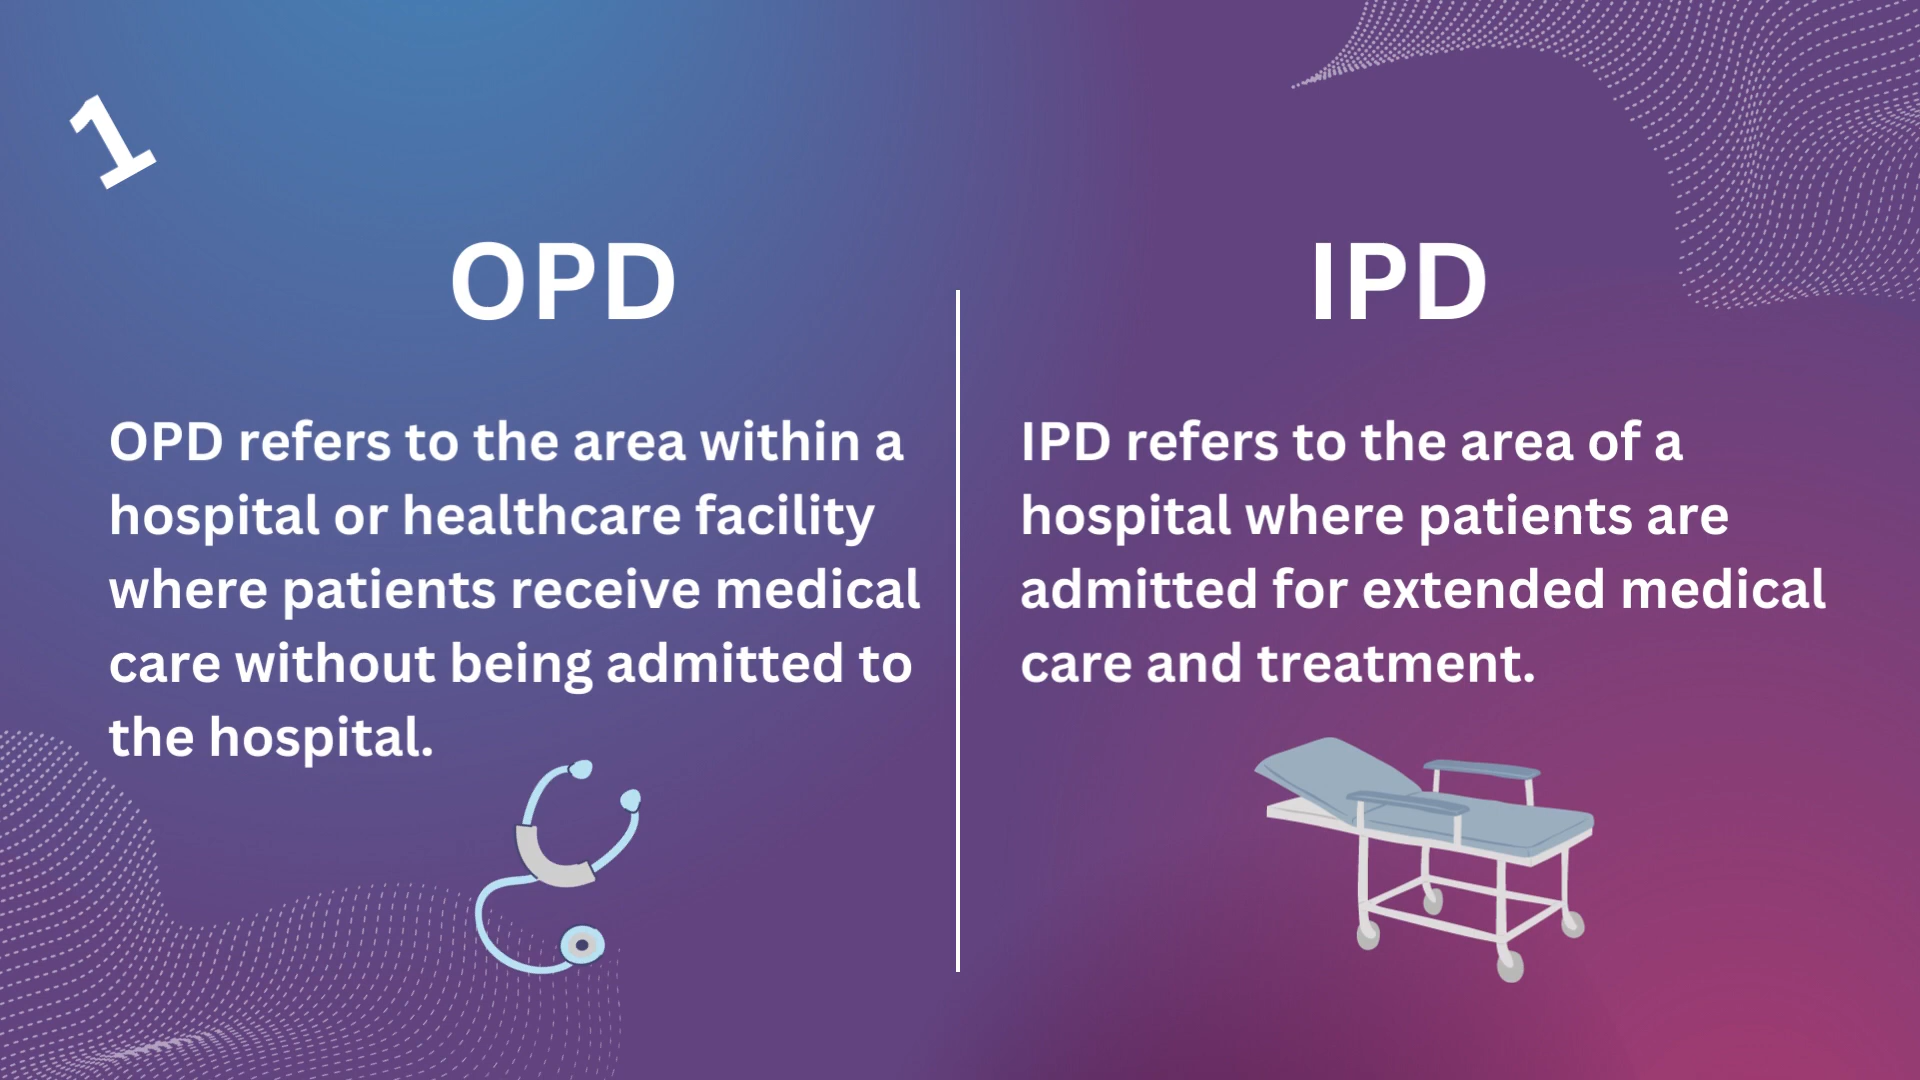 1
OPD
OPD refers to the area within a
hospital or healthcare facility
where patients receive medical
care without being admitted to
the hospital.
IPD
IPD refers to the area of a
hospital where patients are
admitted for extended medical
care and treatment.